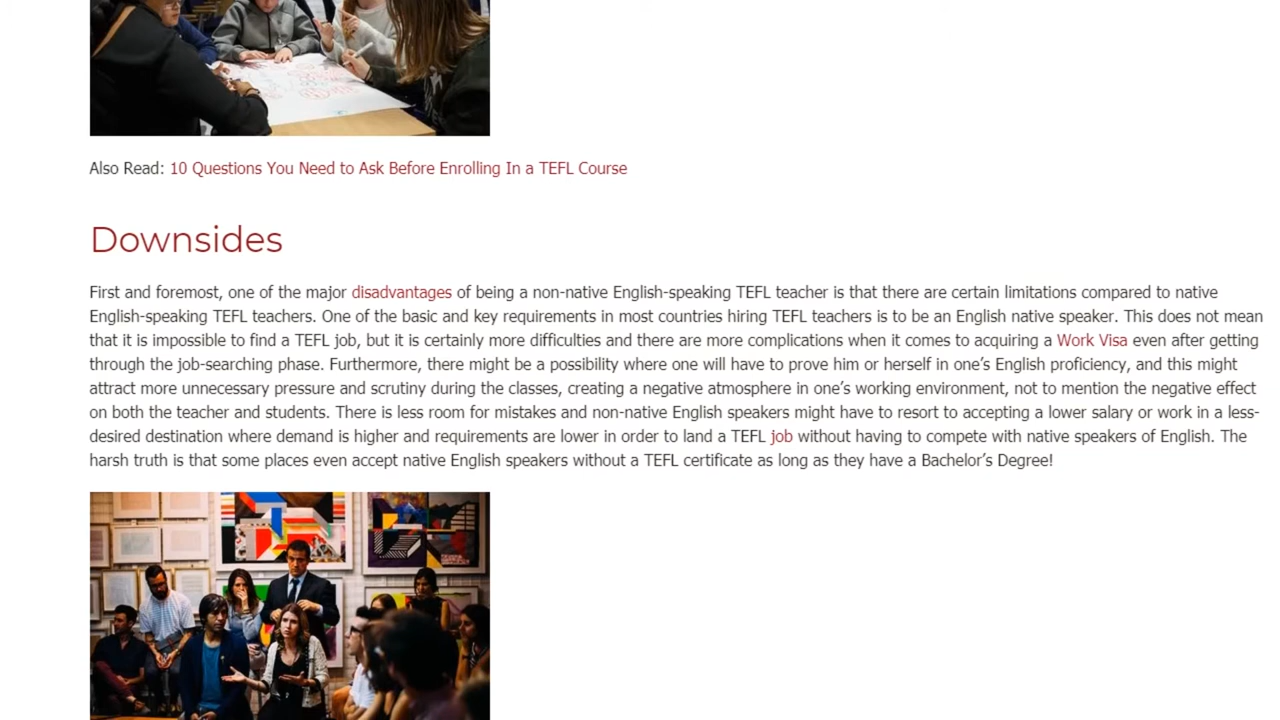 Also Read: 10 Questions You Need to Ask Before Enrolling In a TEFL Course
Downsides
First and foremost, one of the major disadvantages of being a non-native English-speaking TEFL teacher is that there are certain limitations compared to native
English-speaking TEFL teachers. One of the basic and key requirements in most countries hiring TEFL teachers is to be an English native speaker. This does not mean
that it is impossible to find a TEFL job, but it is certainly more difficulties and there are more complications when it comes to acquiring a Work Visa even after getting
through the job-searching phase. Furthermore, there might be a possibility where one will have to prove him or herself in one’s English proficiency, and this might
attract more unnecessary pressure and scrutiny during the classes, creating a negative atmosphere in one’s working environment, not to mention the negative effect
on both the teacher and students. There is less room for mistakes and non-native English speakers might have to resort to accepting a lower salary or work in a less-
desired destination where demand is higher and requirements are lower in order to land a TEFL job without having to compete with native speakers of English. The
harsh truth is that some places even accept native English speakers without a TEFL certificate as long as they have a Bachelor’s Degree!